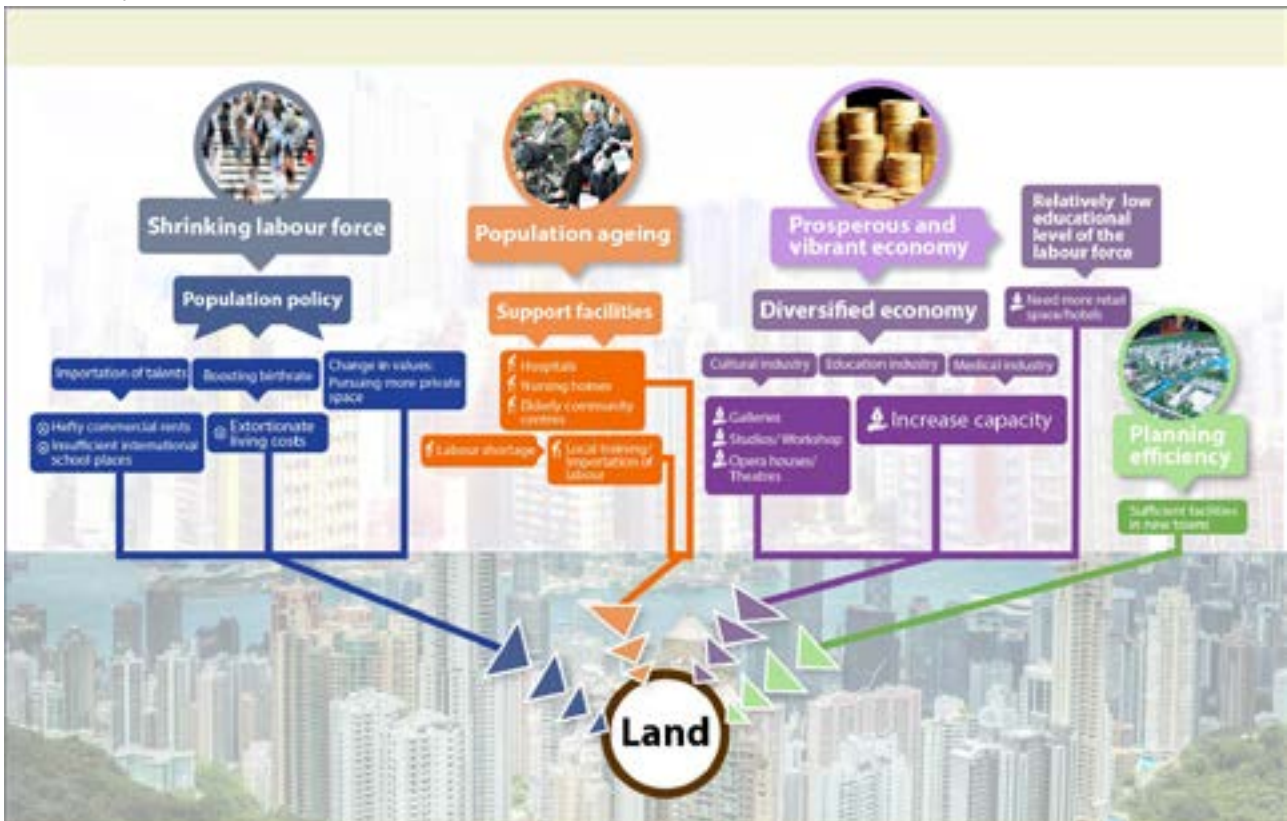 Shrinking labour force
Population policy
Importation of talents
Hefty commercial rents
Insufficient international
school places
Boosting birthrate
Extortionate
living costs
Change in values:
Pursuing more private
space
Population ageing
Support facilities
Hospitals
Nursing homes
Elderly community
centres
Labour shortage
Local training/
Importation of
labour
Prosperous and
vibrant economy
Diversified economy
Cultural industry
Galleries
Studios/Workshop
Opera houses/
Theatres
Education industry
Medical industry
Increase capacity
Relatively low
educational
level of the
labour force
Need more retail
space/hotels
Planning
efficiency
Sufficient facilities
in new towns
Land